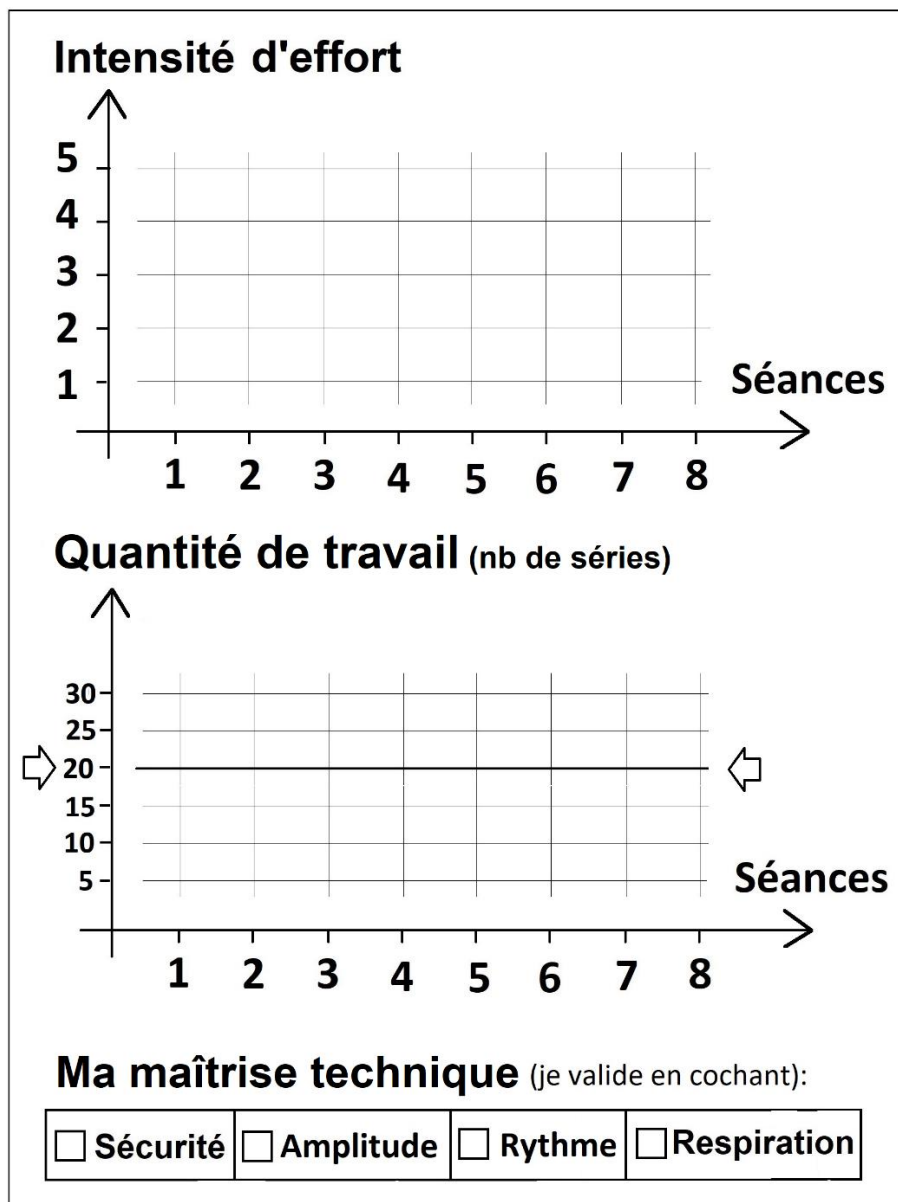 Intensité d'effort
5
4
3
2
1
Séances
1 2 3 4 5 6 7 8
Quantité de travail (nb de séries)
30
25
20
15
10
5
Séances
1 2 3 4 5 6 7 8
Ma maîtrise technique (je valide en cochant):
Sécurité Amplitude Rythme Respiration